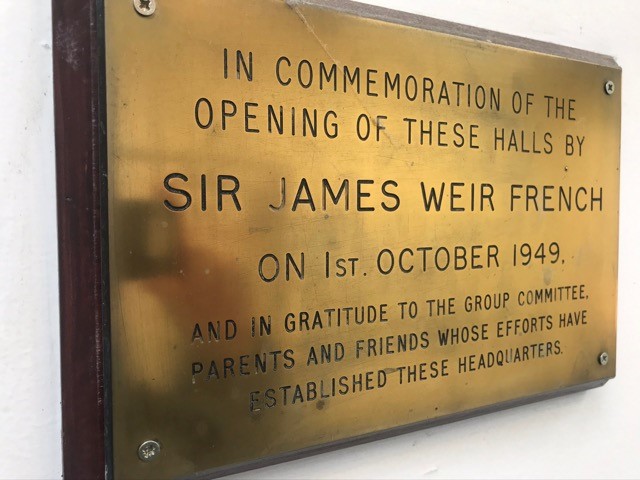 IN COMMEMORATION OF THE
OPENING OF THESE HALLS BY
SIR JAMES WEIR FRENCH
ON 1ST. OCTOBER 1949,
AND IN GRATITUDE TO THE GROUP COMMITTEE,
PARENTS AND FRIENDS WHOSE EFFORTS HAVE
ESTABLISHED THESE HEADQUARTERS.